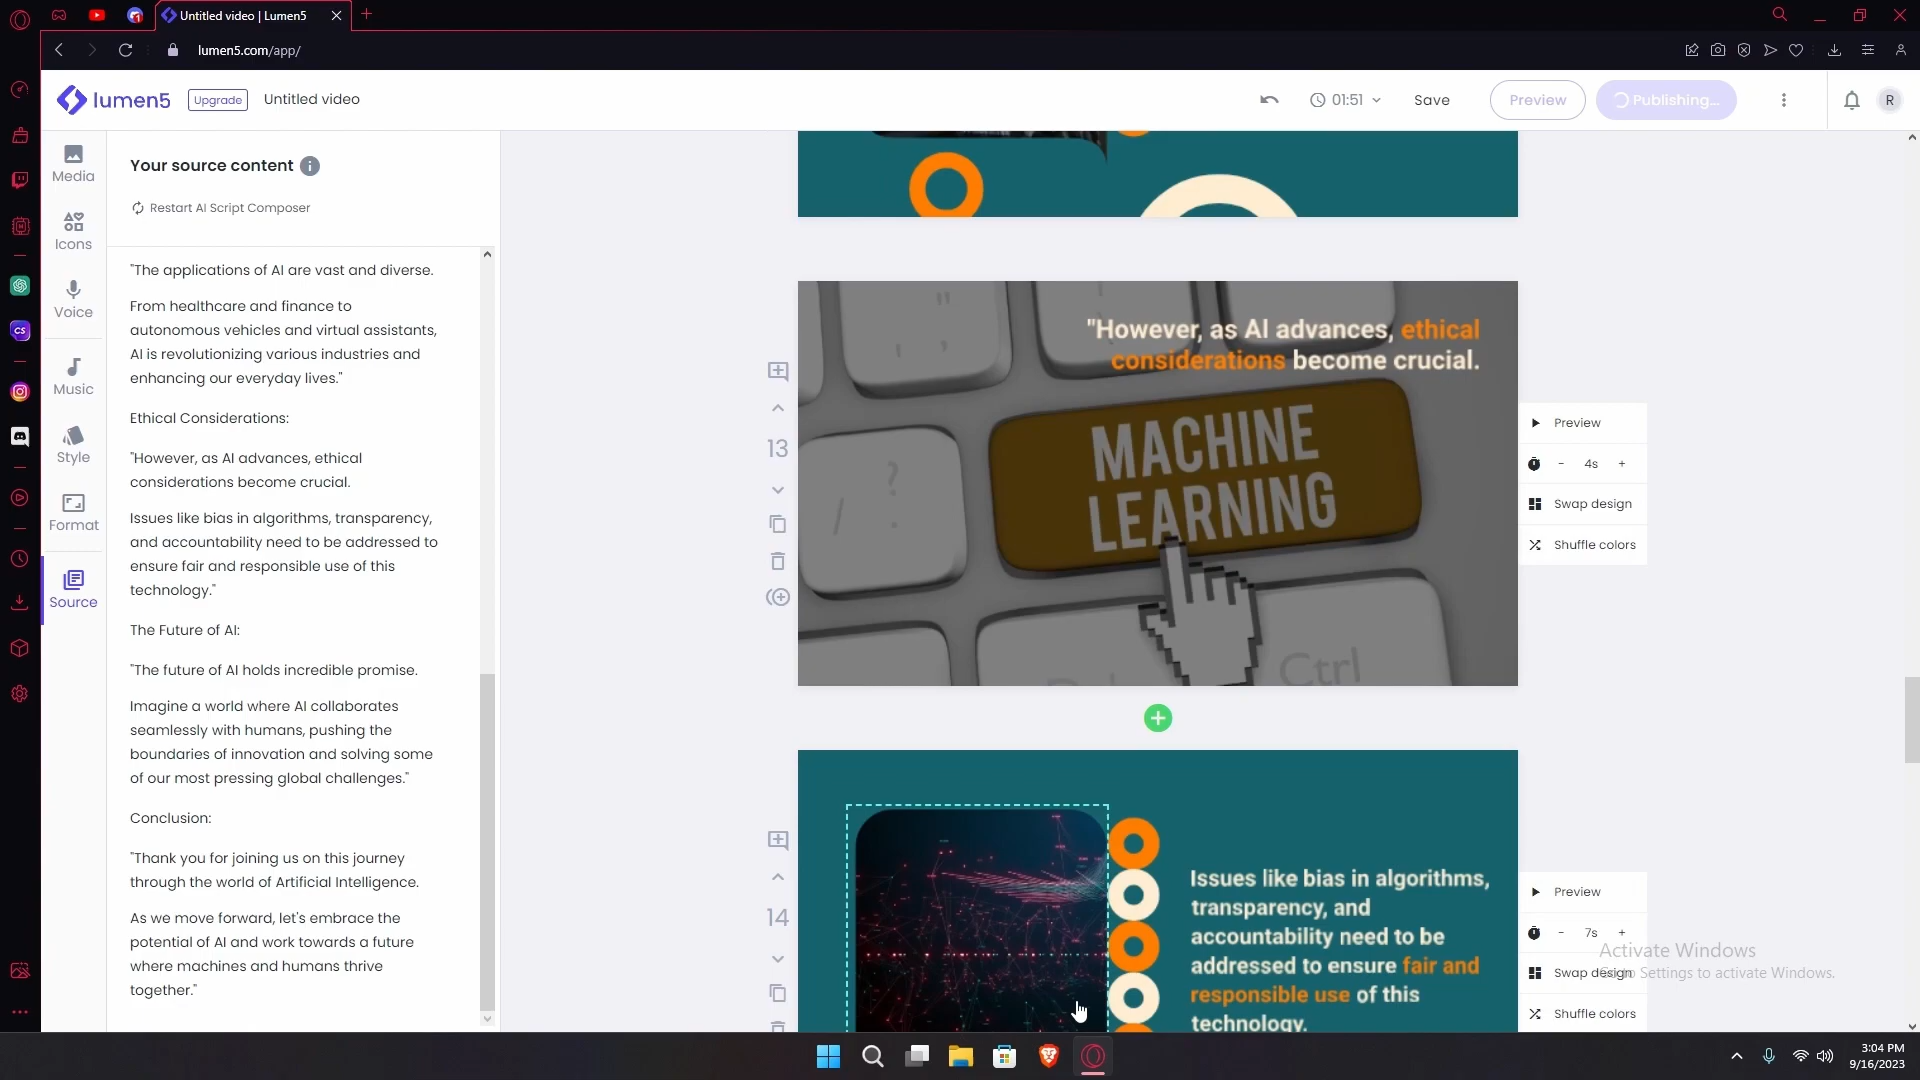 Untitled video | Lumen5
lumen5.com/app/
lumen5
Upgrade
Untitled video
01:51
Save
Preview
Publishing...
R
Media
Icons
Voice
Music
Style
Format
Source
Your source content
Restart AI Script Composer
"The applications of AI are vast and diverse.
From healthcare and finance to
autonomous vehicles and virtual assistants,
AI is revolutionizing various industries and
enhancing our everyday lives."
Ethical Considerations:
"However, as AI advances, ethical
considerations become crucial.
Issues like bias in algorithms, transparency,
and accountability need to be addressed to
ensure fair and responsible use of this
technology."
The Future of AI:
"The future of AI holds incredible promise.
Imagine a world where AI collaborates
seamlessly with humans, pushing the
boundaries of innovation and solving some
of our most pressing global challenges."
Conclusion:
"Thank you for joining us on this journey
through the world of Artificial Intelligence.
As we move forward, let's embrace the
potential of AI and work towards a future
where machines and humans thrive
together."
13
"However, as AI advances, ethical
considerations become crucial.
MACHINE
LEARNING
?
/
Ctrl
Preview
- 4s +
Swap design
Shuffle colors
14
Issues like bias in algorithms,
transparency, and
accountability need to be
addressed to ensure fair and
responsible use of this
technology.
Preview
- 7s +
Swap design
Shuffle colors
Activate Windows
Go to Settings to activate Windows.
CS
3:04 PM
9/16/2023